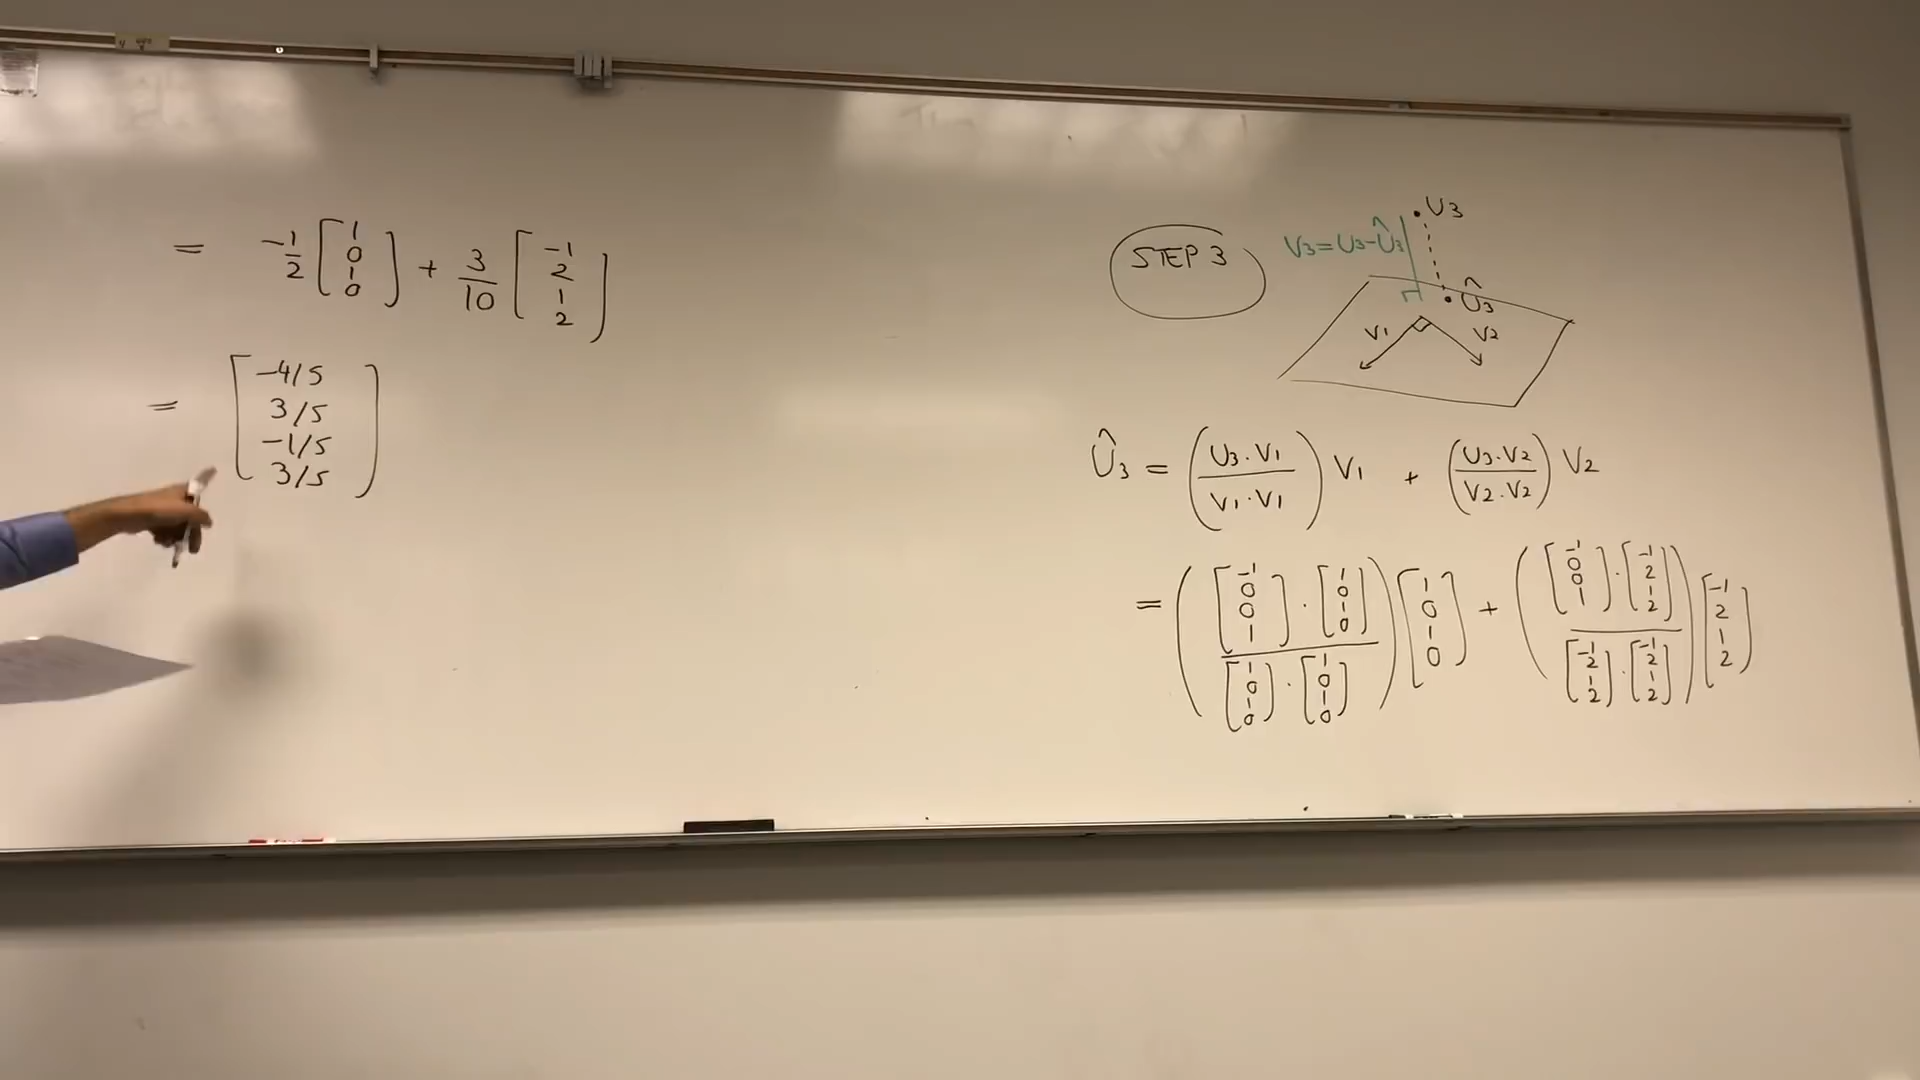 = -1/2 [1 0 1 0] + 3/10 [-1 2 1 2]
= [-4/5 3/5 -1/5 3/5]
STEP 3
V3 = U3 - Û3
U3
Û3
V1
V2
Û3 = (U3 · V1 / V1 · V1) V1 + (U3 · V2 / V2 · V2) V2
= ([-1 0 0 1] · [1 0 1 0] / [1 0 1 0] · [1 0 1 0]) [1 0 1 0] + ([-1 0 0 1] · [-1 2 1 2] / [-1 2 1 2] · [-1 2 1 2]) [-1 2 1 2]